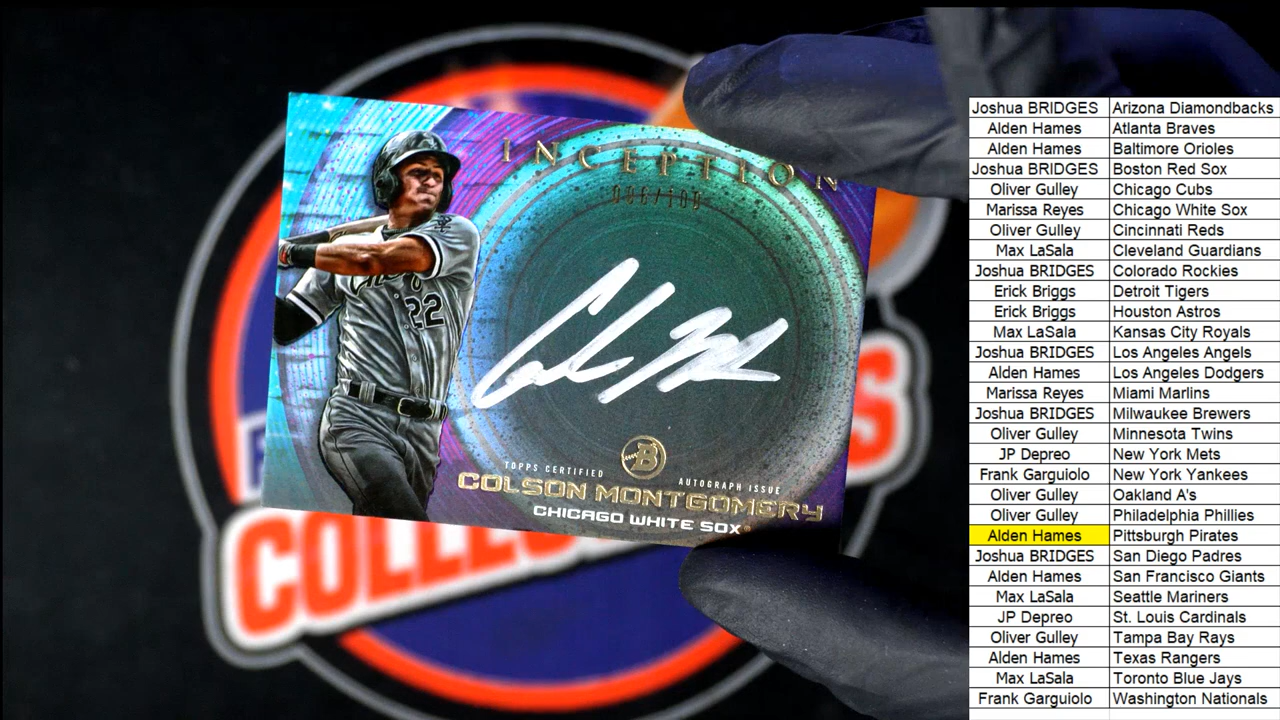 INCEPTION
086/100
22
TOPPS CERTIFIED AUTOGRAPH ISSUE
B
COLSON MONTGOMERY
CHICAGO WHITE SOX
Joshua BRIDGES Arizona Diamondbacks
Alden Hames Atlanta Braves
Alden Hames Baltimore Orioles
Joshua BRIDGES Boston Red Sox
Oliver Gulley Chicago Cubs
Marissa Reyes Chicago White Sox
Oliver Gulley Cincinnati Reds
Max LaSala Cleveland Guardians
Joshua BRIDGES Colorado Rockies
Erick Briggs Detroit Tigers
Erick Briggs Houston Astros
Max LaSala Kansas City Royals
Joshua BRIDGES Los Angeles Angels
Alden Hames Los Angeles Dodgers
Marissa Reyes Miami Marlins
Joshua BRIDGES Milwaukee Brewers
Oliver Gulley Minnesota Twins
JP Depreo New York Mets
Frank Garguiolo New York Yankees
Oliver Gulley Oakland A's
Oliver Gulley Philadelphia Phillies
Alden Hames Pittsburgh Pirates
Joshua BRIDGES San Diego Padres
Alden Hames San Francisco Giants
Max LaSala Seattle Mariners
JP Depreo St. Louis Cardinals
Oliver Gulley Tampa Bay Rays
Alden Hames Texas Rangers
Max LaSala Toronto Blue Jays
Frank Garguiolo Washington Nationals